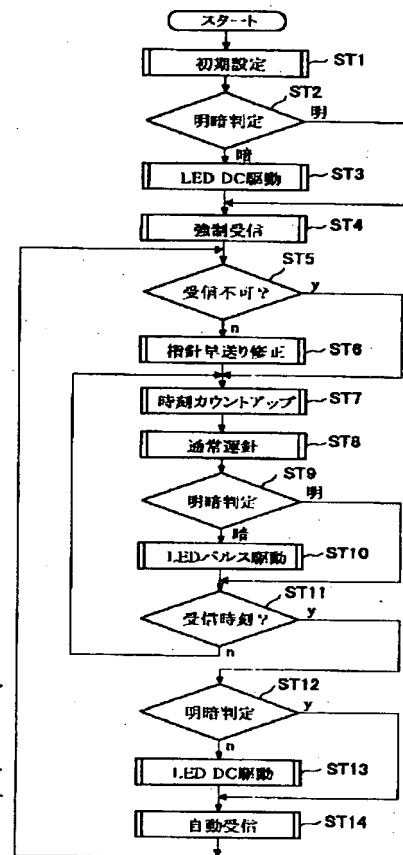 スタート
初期設定
ST1
ST2
明暗判定
明
暗
LED DC駆動
ST3
強制受信
ST4
ST5
受信不可?
y
n
指針早送り修正
ST6
時刻カウントアップ
ST7
通常運針
ST8
ST9
明暗判定
明
暗
LEDパルス駆動
ST10
ST11
受信時刻?
y
n
ST12
明暗判定
y
n
LED DC駆動
ST13
自動受信
ST14